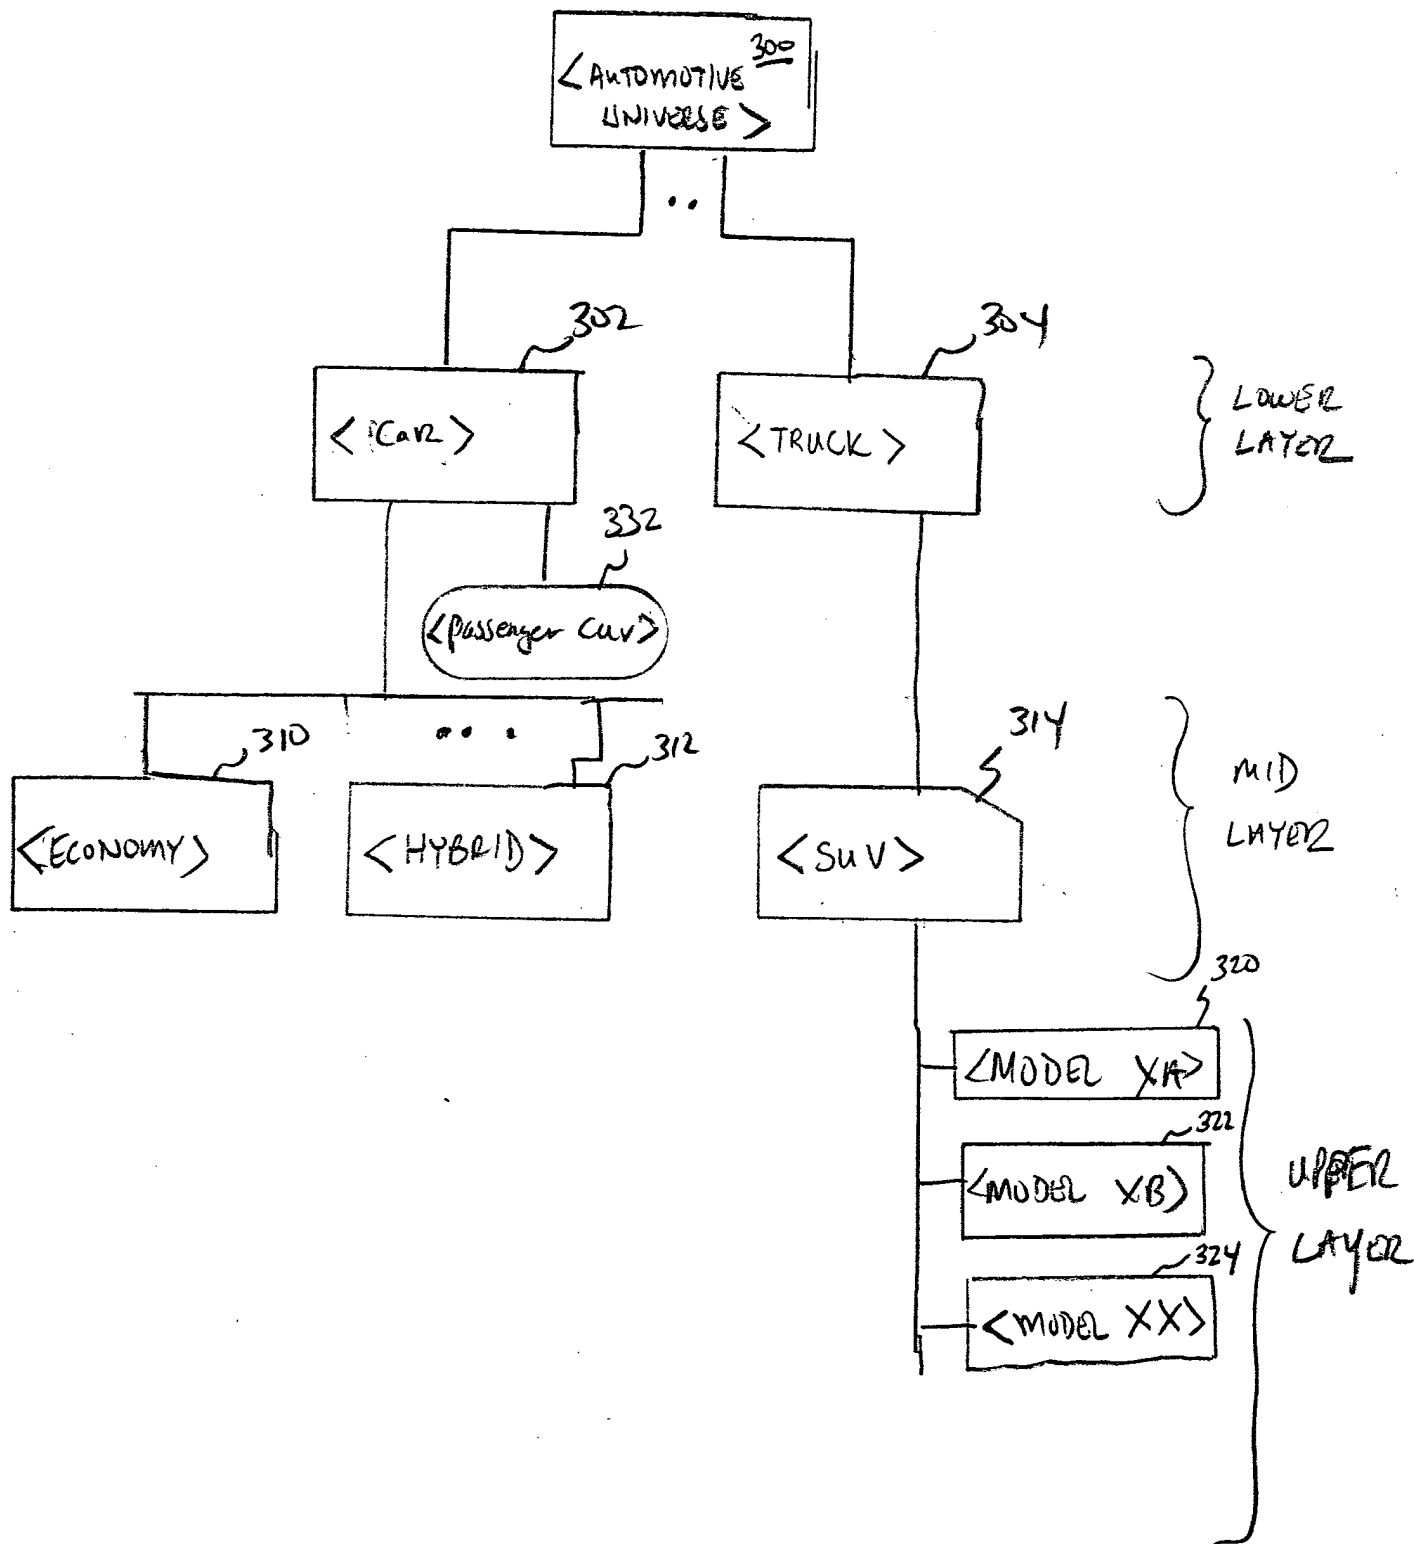 300
<AUTOMOTIVE
UNIVERSE>
302
304
<CAR>
<TRUCK>
LOWER
LAYER
332
<passenger car>
310
312
314
<ECONOMY>
<HYBRID>
<SUV>
MID
LAYER
320
<MODEL XA>
322
<MODEL XB>
324
<MODEL XX>
UPPER
LAYER